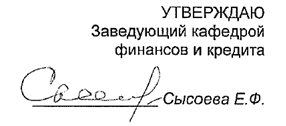 УТВЕРЖДАЮ
Заведующий кафедрой
финансов и кредита
Сысоева Е.Ф.